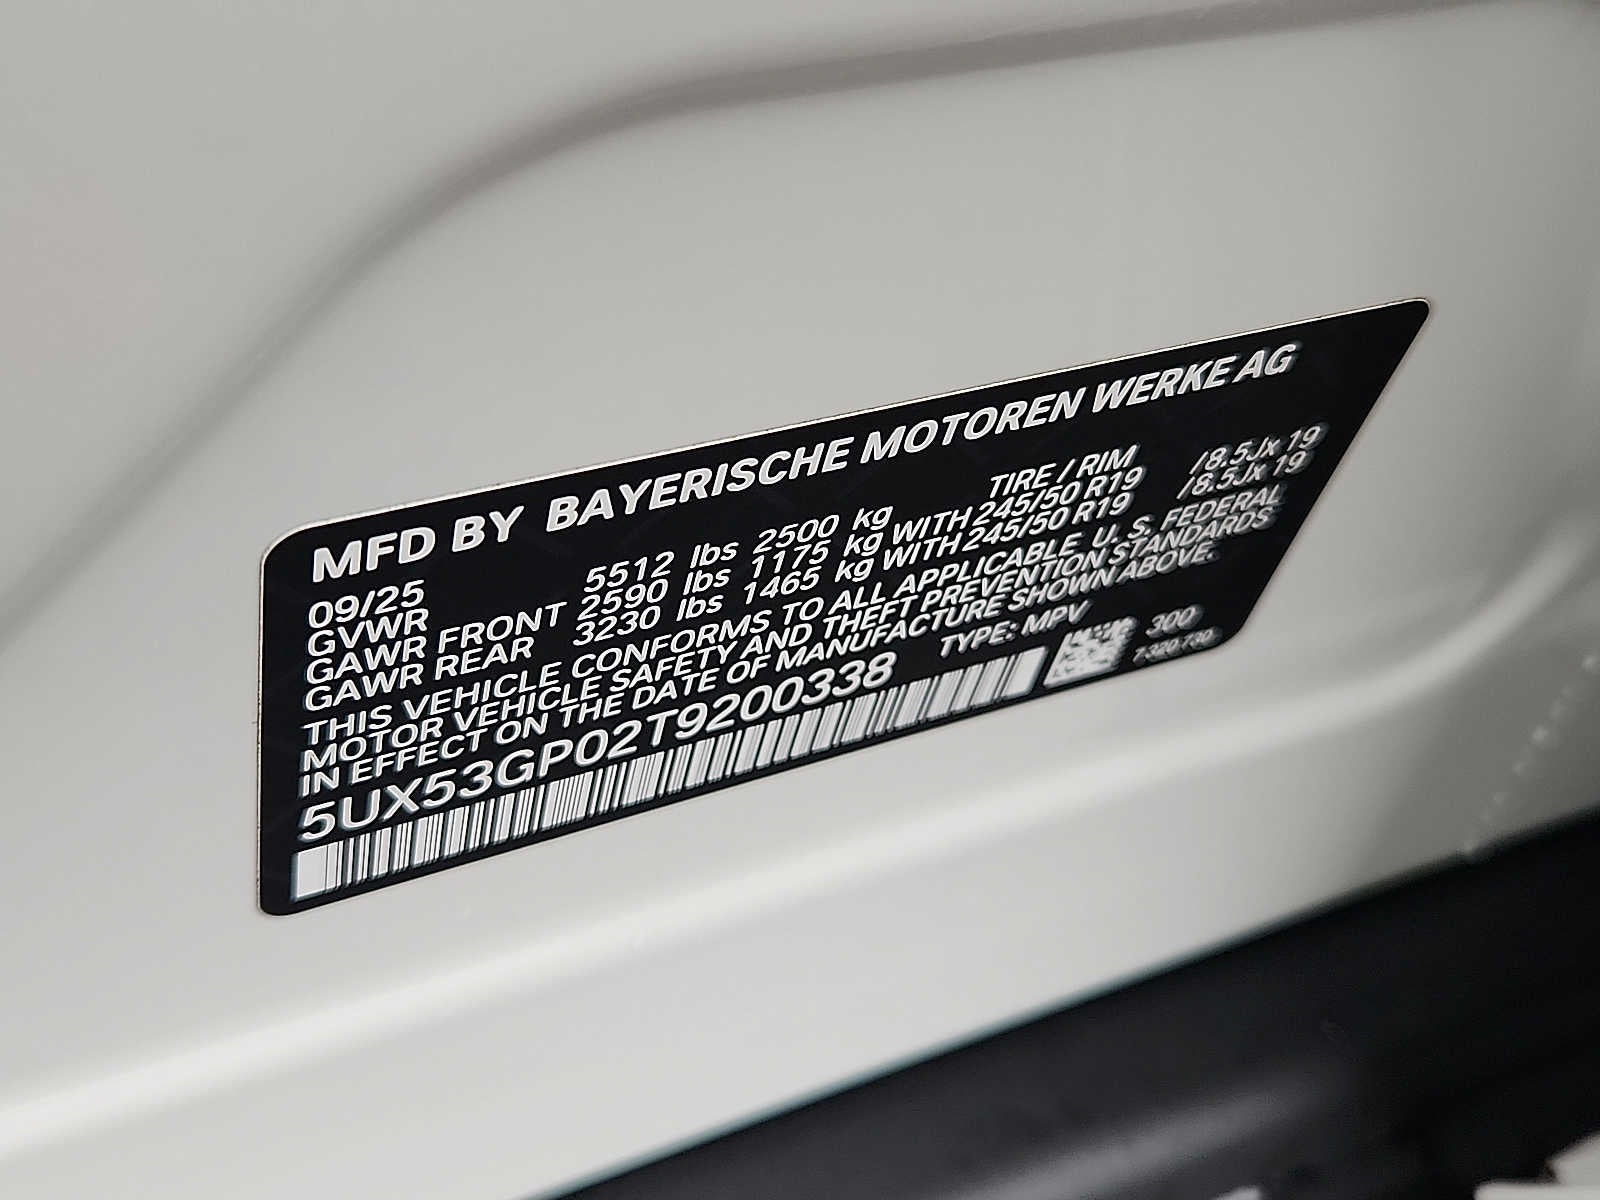 MFD BY BAYERISCHE MOTOREN WERKE AG
09/25 TIRE / RIM
GVWR 5512 lbs 2500 kg
GAWR FRONT 2590 lbs 1175 kg WITH 245/50 R19 /8.5Jx 19
GAWR REAR 3230 lbs 1465 kg WITH 245/50 R19 /8.5Jx 19
THIS VEHICLE CONFORMS TO ALL APPLICABLE U. S. FEDERAL
MOTOR VEHICLE SAFETY AND THEFT PREVENTION STANDARDS
IN EFFECT ON THE DATE OF MANUFACTURE SHOWN ABOVE.
5UX53GP02T9200338 TYPE: MPV
300
7.320.730